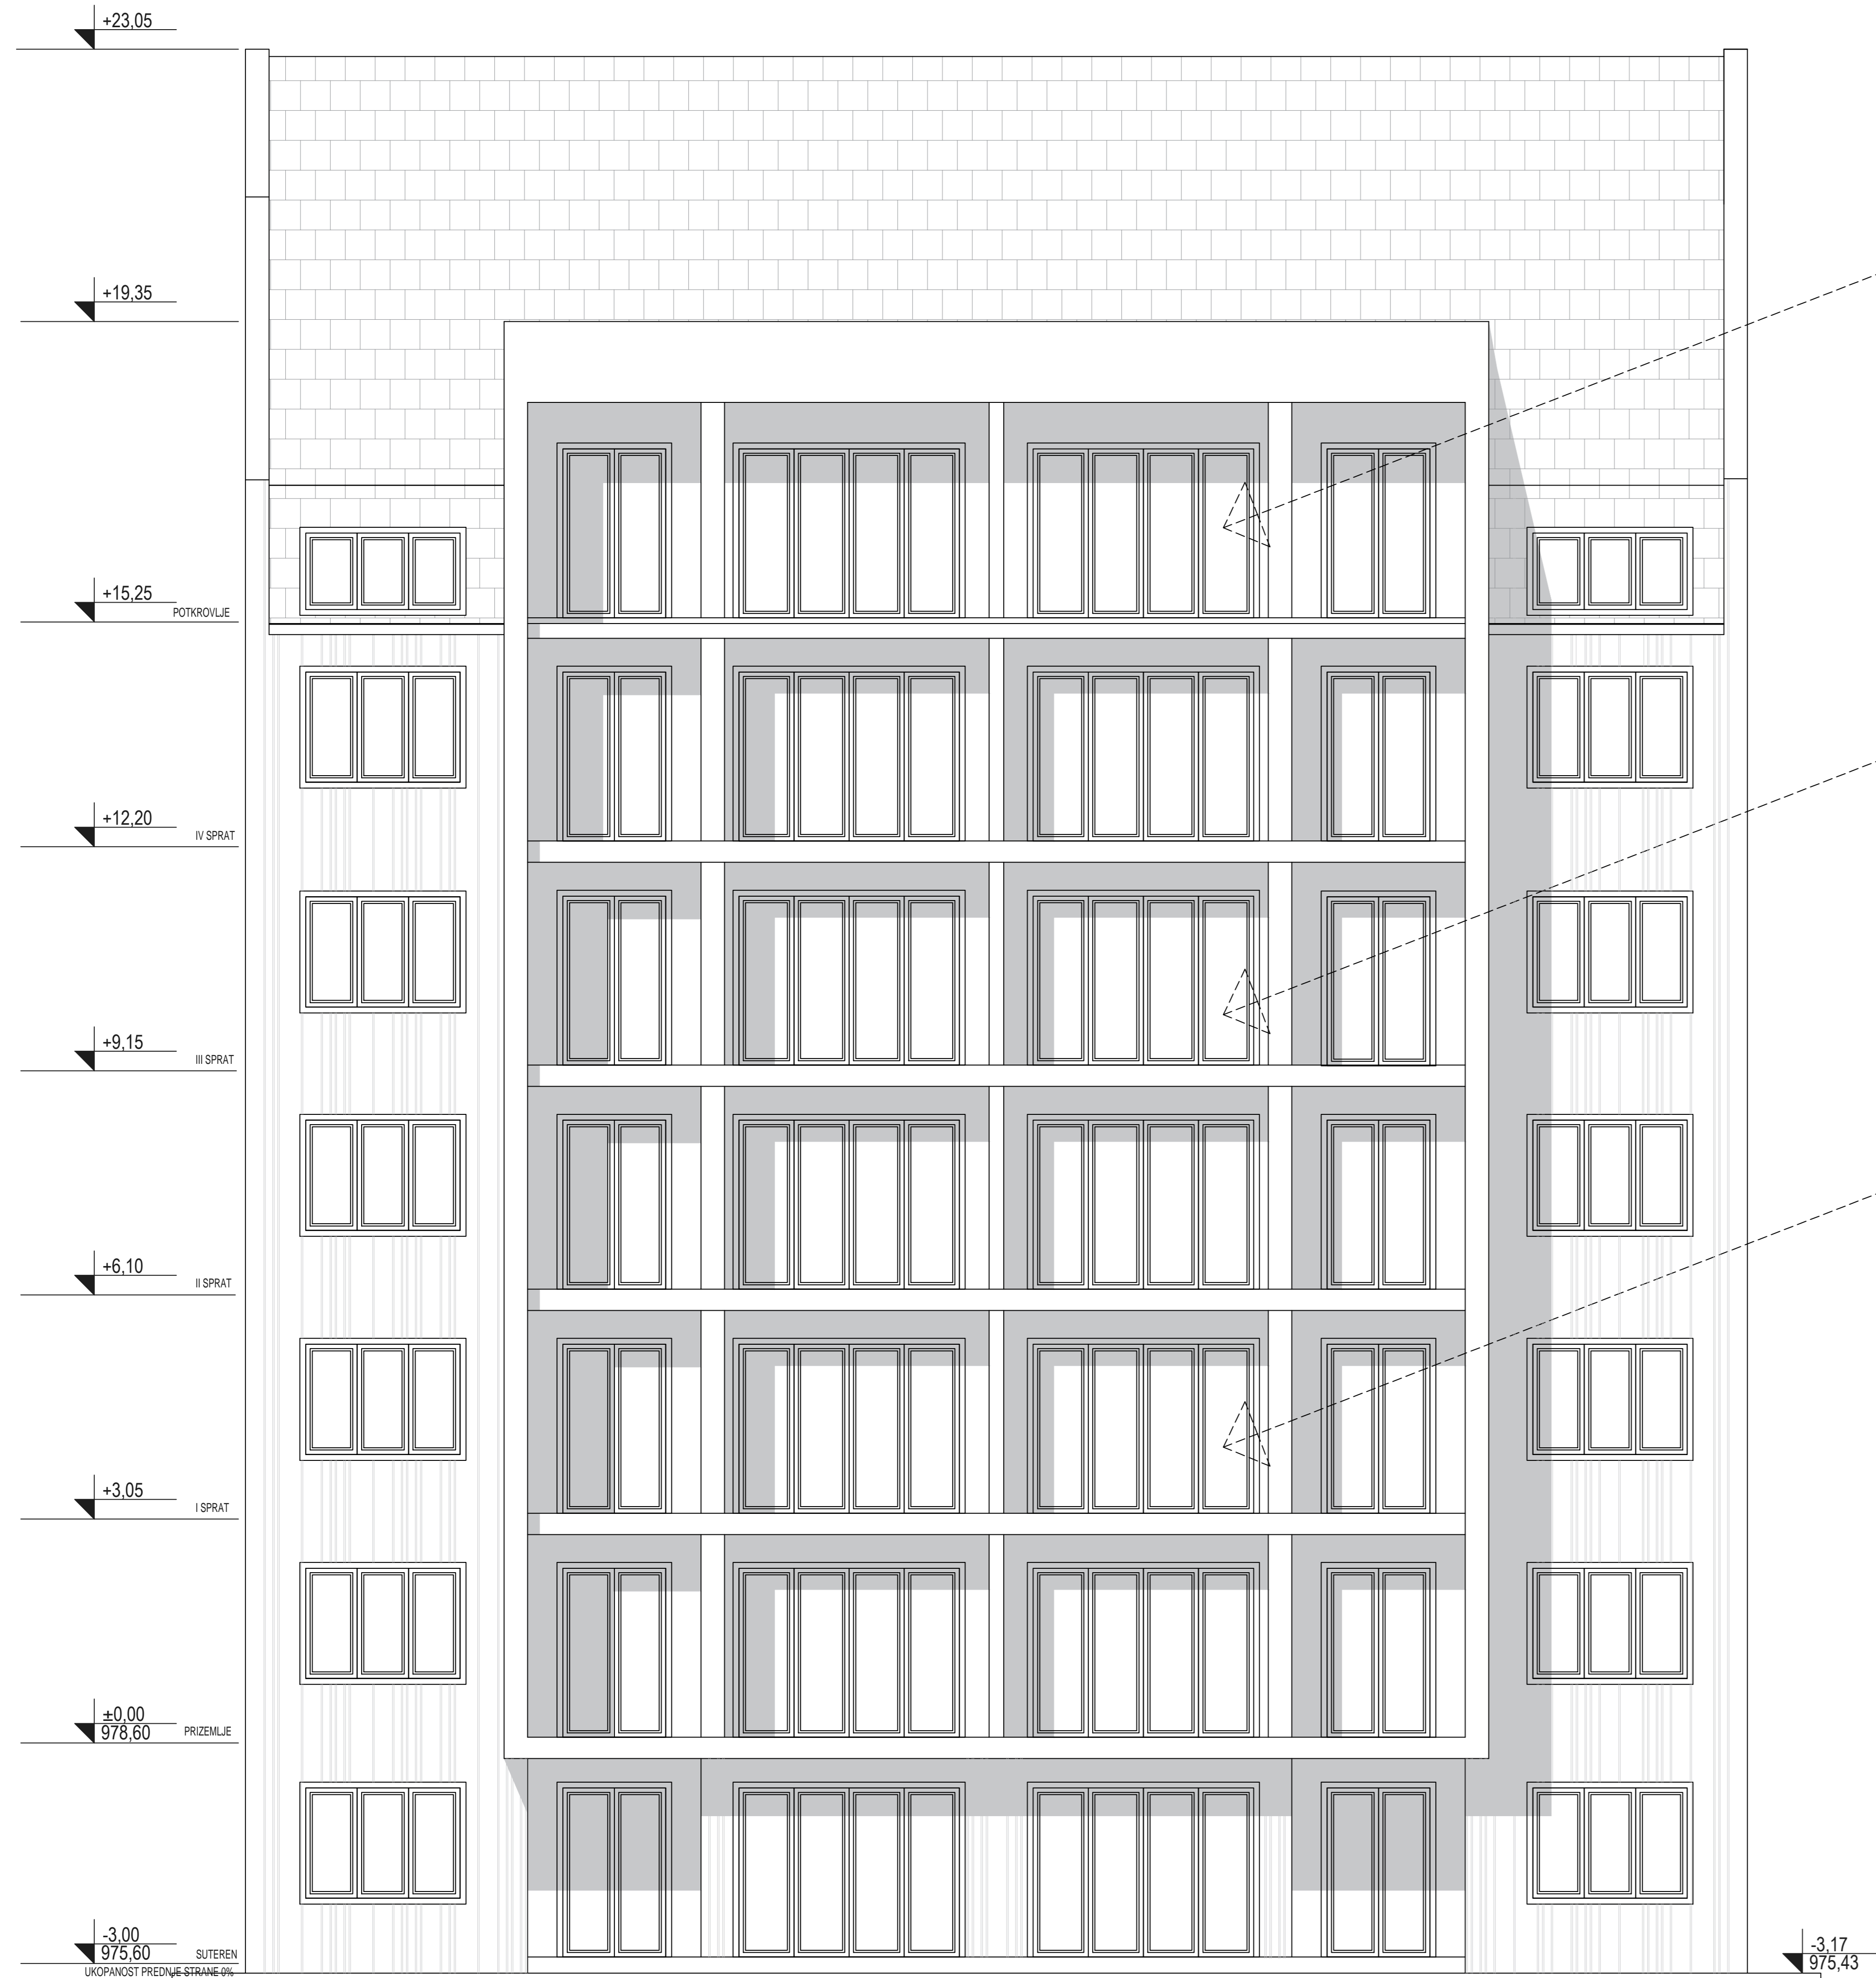 +23,05
+19,35
+15,25
POTKROVLJE
+12,20
IV SPRAT
+9,15
III SPRAT
+6,10
II SPRAT
+3,05
I SPRAT
±0,00
978,60
PRIZEMLJE
-3,00
975,60
SUTEREN
UKOPANOST PREDNJE STRANE 0%
-3,17
975,43